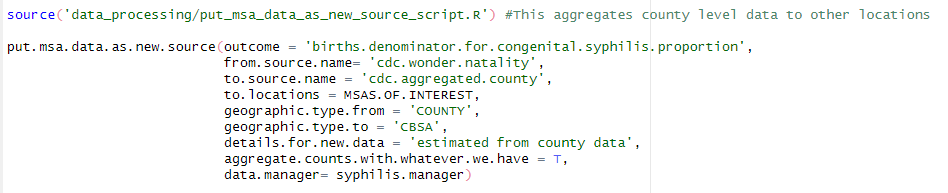 source('data_processing/put_msa_data_as_new_source_script.R') #This aggregates county level data to other locations
put.msa.data.as.new.source(outcome = 'births.denominator.for.congenital.syphilis.proportion',
from.source.name= 'cdc.wonder.natality',
to.source.name = 'cdc.aggregated.county',
to.locations = MSAS.OF.INTEREST,
geographic.type.from = 'COUNTY',
geographic.type.to = 'CBSA',
details.for.new.data = 'estimated from county data',
aggregate.counts.with.whatever.we.have = T,
data.manager= syphilis.manager)